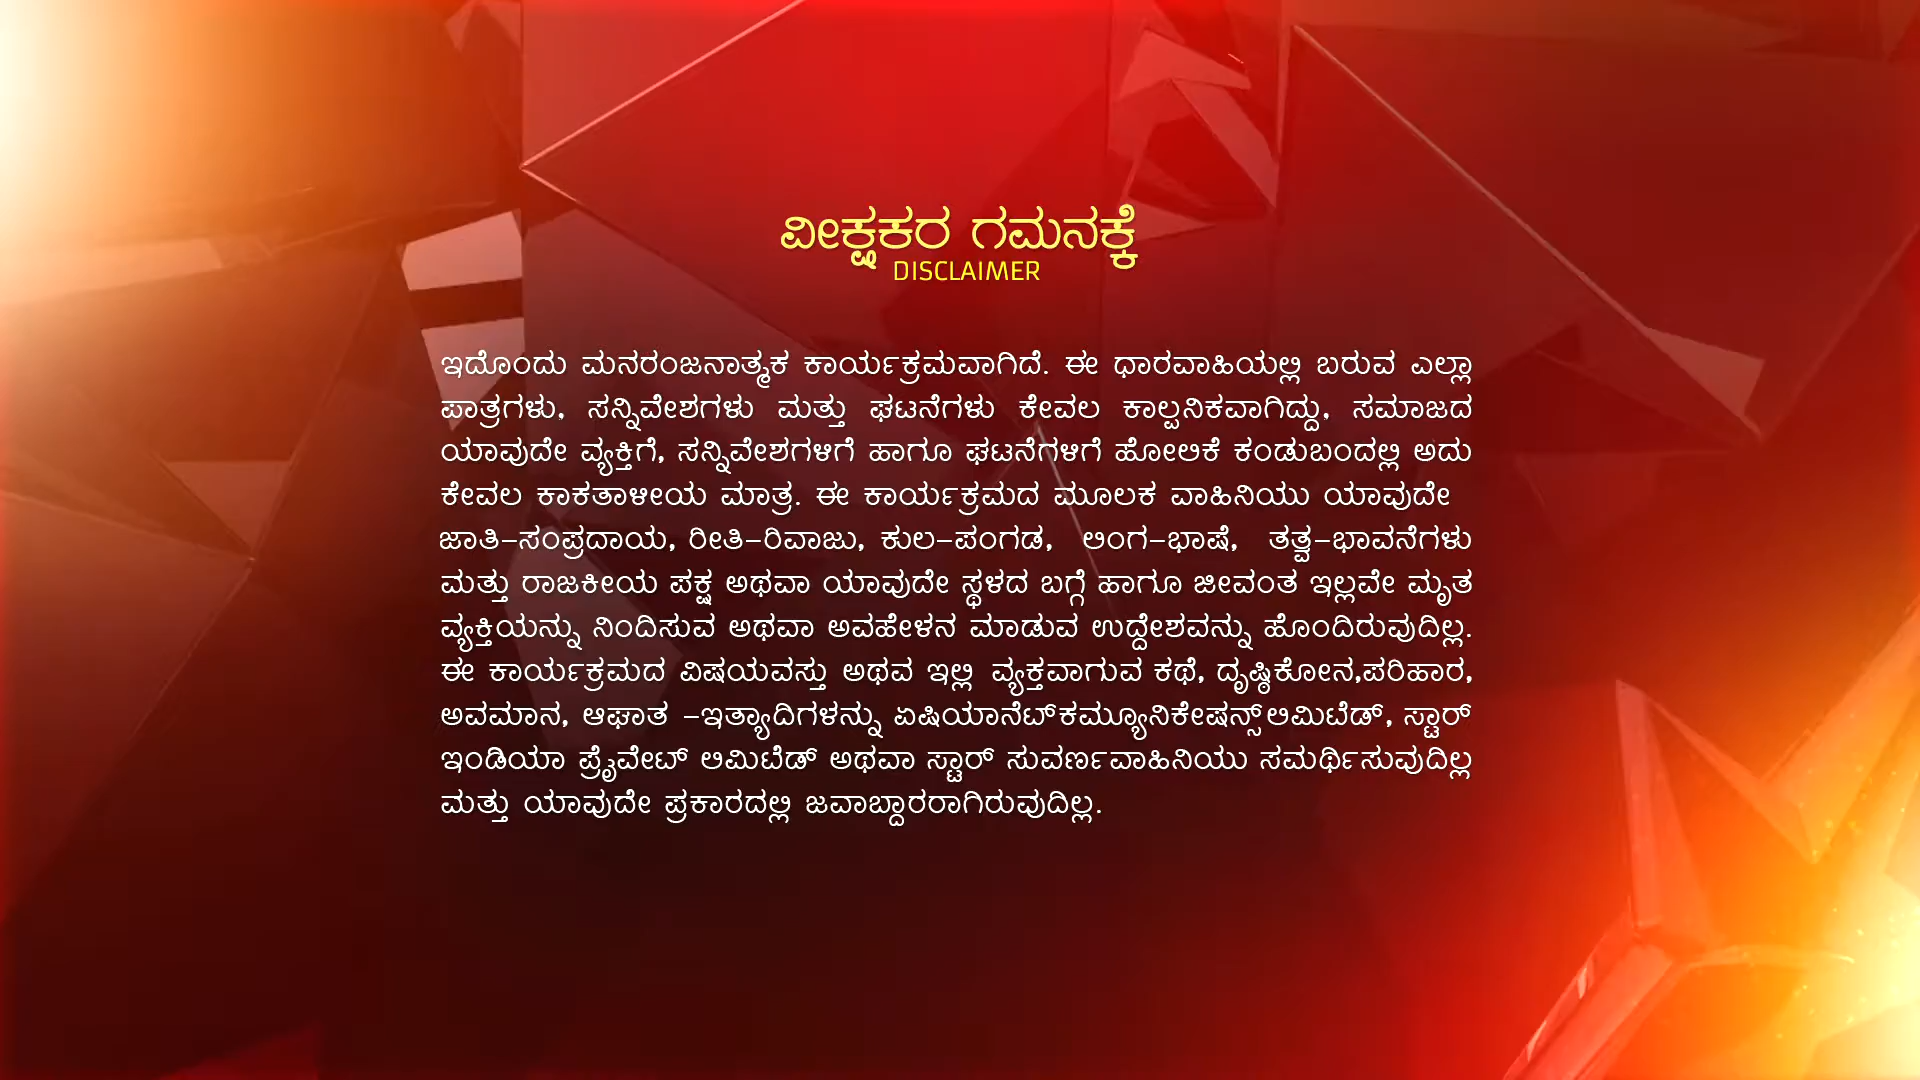 ವೀಕ್ಷಕರ ಗಮನಕ್ಕೆ
DISCLAIMER
ಇದೊಂದು ಮನರಂಜನಾತ್ಮಕ ಕಾರ್ಯಕ್ರಮವಾಗಿದೆ. ಈ ಧಾರವಾಹಿಯಲ್ಲಿ ಬರುವ ಎಲ್ಲಾ
ಪಾತ್ರಗಳು, ಸನ್ನಿವೇಶಗಳು ಮತ್ತು ಘಟನೆಗಳು ಕೇವಲ ಕಾಲ್ಪನಿಕವಾಗಿದ್ದು, ಸಮಾಜದ
ಯಾವುದೇ ವ್ಯಕ್ತಿಗೆ, ಸನ್ನಿವೇಶಗಳಿಗೆ ಹಾಗೂ ಘಟನೆಗಳಿಗೆ ಹೋಲಿಕೆ ಕಂಡುಬಂದಲ್ಲಿ ಅದು
ಕೇವಲ ಕಾಕತಾಳೀಯ ಮಾತ್ರ. ಈ ಕಾರ್ಯಕ್ರಮದ ಮೂಲಕ ವಾಹಿನಿಯು ಯಾವುದೇ
ಜಾತಿ–ಸಂಪ್ರದಾಯ, ರೀತಿ–ರಿವಾಜು, ಕುಲ–ಪಂಗಡ, ಲಿಂಗ–ಭಾಷೆ, ತತ್ವ–ಭಾವನೆಗಳು
ಮತ್ತು ರಾಜಕೀಯ ಪಕ್ಷ ಅಥವಾ ಯಾವುದೇ ಸ್ಥಳದ ಬಗ್ಗೆ ಹಾಗೂ ಜೀವಂತ ಇಲ್ಲವೇ ಮೃತ
ವ್ಯಕ್ತಿಯನ್ನು ನಿಂದಿಸುವ ಅಥವಾ ಅವಹೇಳನ ಮಾಡುವ ಉದ್ದೇಶವನ್ನು ಹೊಂದಿರುವುದಿಲ್ಲ.
ಈ ಕಾರ್ಯಕ್ರಮದ ವಿಷಯವಸ್ತು ಅಥವ ಇಲ್ಲಿ ವ್ಯಕ್ತವಾಗುವ ಕಥೆ, ದೃಷ್ಠಿಕೋನ,ಪರಿಹಾರ,
ಅವಮಾನ, ಆಘಾತ –ಇತ್ಯಾದಿಗಳನ್ನು ಏಷಿಯಾನೆಟ್‌ಕಮ್ಯೂನಿಕೇಷನ್ಸ್‌ಲಿಮಿಟೆಡ್, ಸ್ಟಾರ್
ಇಂಡಿಯಾ ಪ್ರೈವೇಟ್ ಲಿಮಿಟೆಡ್ ಅಥವಾ ಸ್ಟಾರ್ ಸುವರ್ಣವಾಹಿನಿಯು ಸಮರ್ಥಿಸುವುದಿಲ್ಲ
ಮತ್ತು ಯಾವುದೇ ಪ್ರಕಾರದಲ್ಲಿ ಜವಾಬ್ದಾರರಾಗಿರುವುದಿಲ್ಲ.